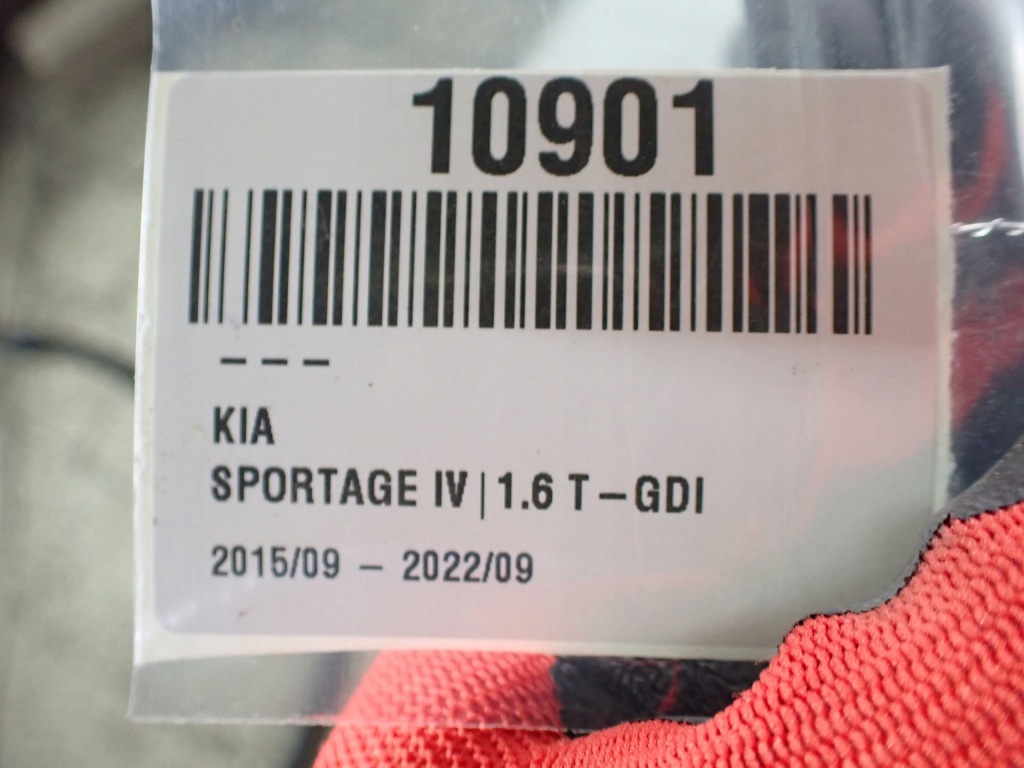 10901
– – –
KIA
SPORTAGE IV | 1.6 T–GDI
2015/09 – 2022/09